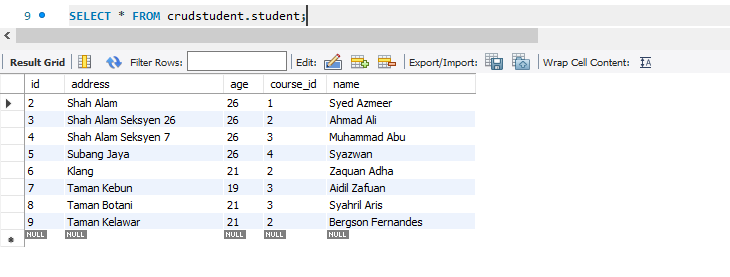 9 SELECT * FROM crudstudent.student;
Result Grid Filter Rows: Edit: Export/Import: Wrap Cell Content: IA
id address age course_id name
2 Shah Alam 26 1 Syed Azmeer
3 Shah Alam Seksyen 26 26 2 Ahmad Ali
4 Shah Alam Seksyen 7 26 3 Muhammad Abu
5 Subang Jaya 26 4 Syazwan
6 Klang 21 2 Zaquan Adha
7 Taman Kebun 19 3 Aidil Zafuan
8 Taman Botani 21 3 Syahril Aris
9 Taman Kelawar 21 2 Bergson Fernandes
NULL NULL NULL NULL NULL